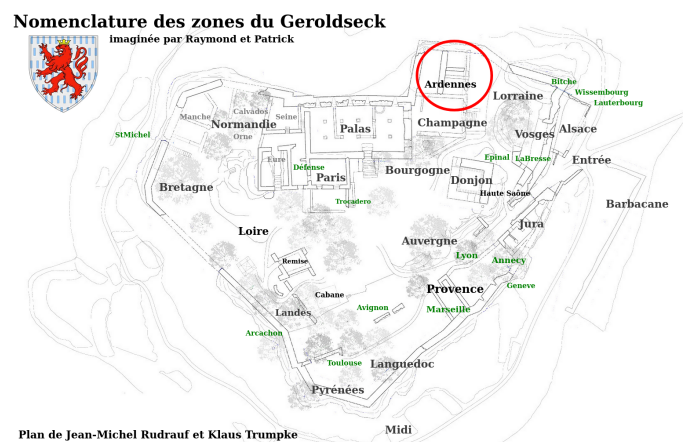 Nomenclature des zones du Geroldseck
imaginée par Raymond et Patrick
Ardennes
Bitche
Wissembourg
Lauterbourg
Lorraine
Calvados
Manche
Seine
Normandie
Orne
Palas
Champagne
Vosges
Alsace
StMichel
Eure
Défense
Epinal
LaBresse
Entrée
Paris
Bourgogne
Donjon
Bretagne
Haute Saône
Trocadero
Barbacane
Jura
Loire
Auvergne
Lyon
Annecy
Remise
Provence
Geneve
Cabane
Avignon
Marseille
Landes
Arcachon
Toulouse
Languedoc
Pyrénées
Midi
Plan de Jean-Michel Rudrauf et Klaus Trumpke